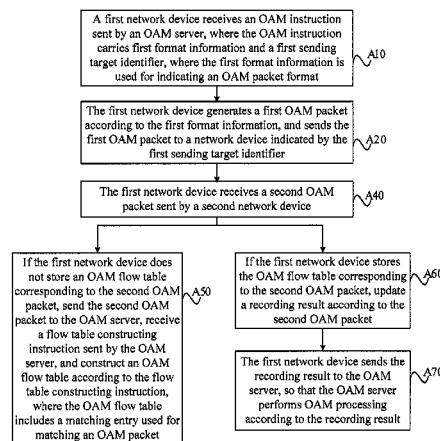 A first network device receives an OAM instruction
sent by an OAM server, where the OAM instruction
carries first format information and a first sending
target identifier, where the first format information is
used for indicating an OAM packet format
A10
The first network device generates a first OAM packet
according to the first format information, and sends the
first OAM packet to a network device indicated by the
first sending target identifier
A20
The first network device receives a second OAM
packet sent by a second network device
A40
If the first network device does
not store an OAM flow table
corresponding to the second OAM
packet, send the second OAM
packet to the OAM server, receive
a flow table constructing
instruction sent by the OAM
server, and construct an OAM
flow table according to the flow
table constructing instruction,
where the OAM flow table
includes a matching entry used for
matching an OAM packet
A50
If the first network device stores
the OAM flow table corresponding
to the second OAM packet, update
a recording result according to the
second OAM packet
A60
The first network device sends the
recording result to the OAM
server, so that the OAM server
performs OAM processing
according to the recording result
A70